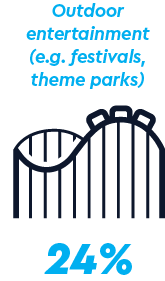 Outdoor
entertainment
(e.g. festivals,
theme parks)
24%